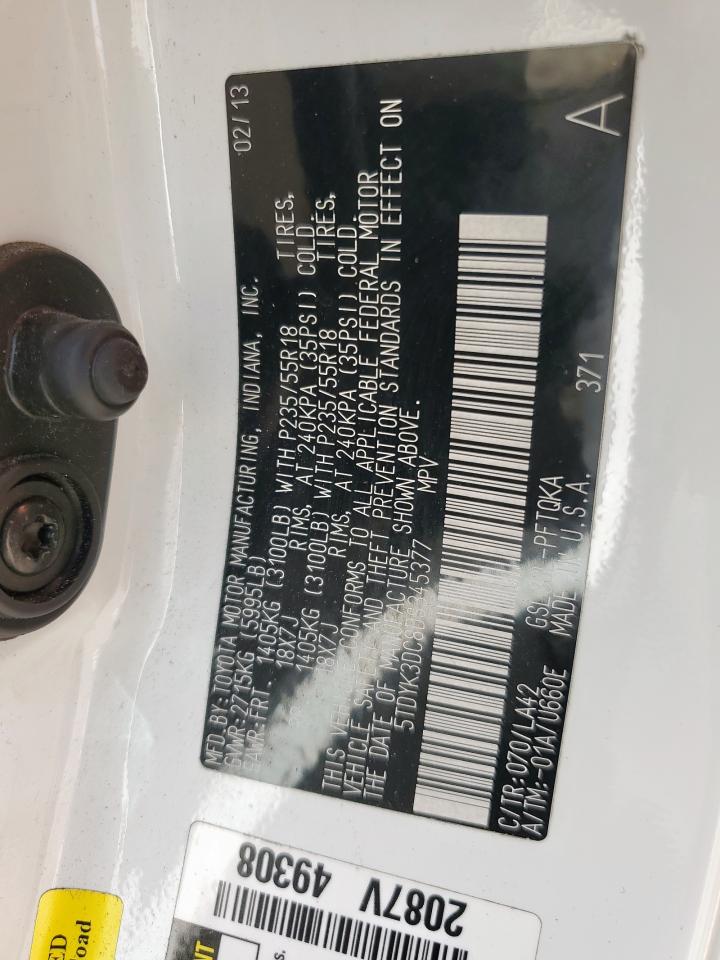 MFD BY: TOYOTA MOTOR MANUFACTURING, INDIANA, INC. 02/13
GVWR: 2715KG (5995LB)
GAWR: FRT. 1405KG (3100LB) WITH P235/55R18 TIRES,
18X7J RIMS, AT 240KPA (35PSI) COLD.
1405KG (3100LB) WITH P235/55R18 TIRES,
18X7J RIMS, AT 240KPA (35PSI) COLD.
THIS VEHICLE CONFORMS TO ALL APPLICABLE FEDERAL MOTOR
VEHICLE SAFETY AND THEFT PREVENTION STANDARDS IN EFFECT ON
THE DATE OF MANUFACTURE SHOWN ABOVE.
MPV
C/TR: 070/LA42
-PFTQKA
371
A/TM: -01A/U660E MADE IN U.S.A.
A
2087V 49308